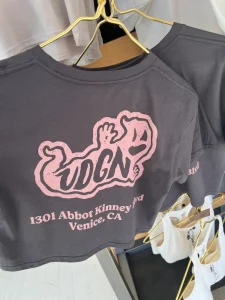 UDGN
1301 Abbot Kinney Blvd
Venice, CA